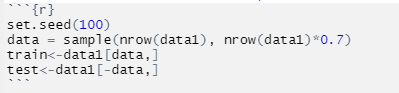 ```{r}
set.seed(100)
data = sample(nrow(data1), nrow(data1)*0.7)
train<-data1[data,]
test<-data1[-data,]
```